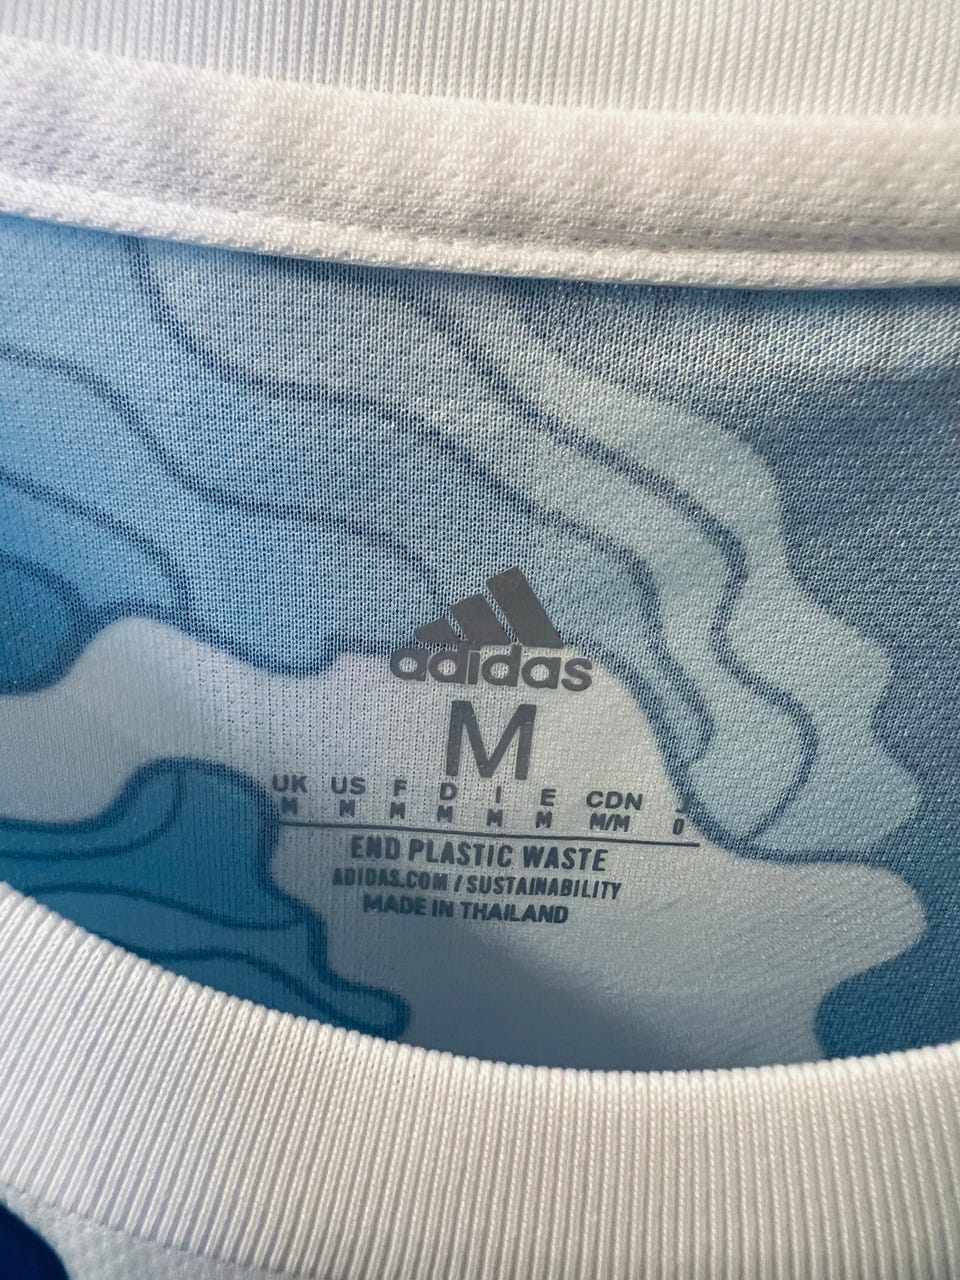 adidas
M
UK US F D I E CDN J
M M M M M M M/M O
END PLASTIC WASTE
ADIDAS.COM / SUSTAINABILITY
MADE IN THAILAND